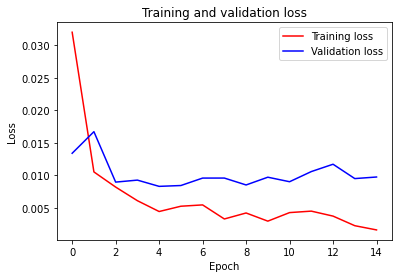 Training and validation loss
Training loss
Validation loss
0.030
0.025
0.020
0.015
0.010
0.005
Loss
0 2 4 6 8 10 12 14
Epoch